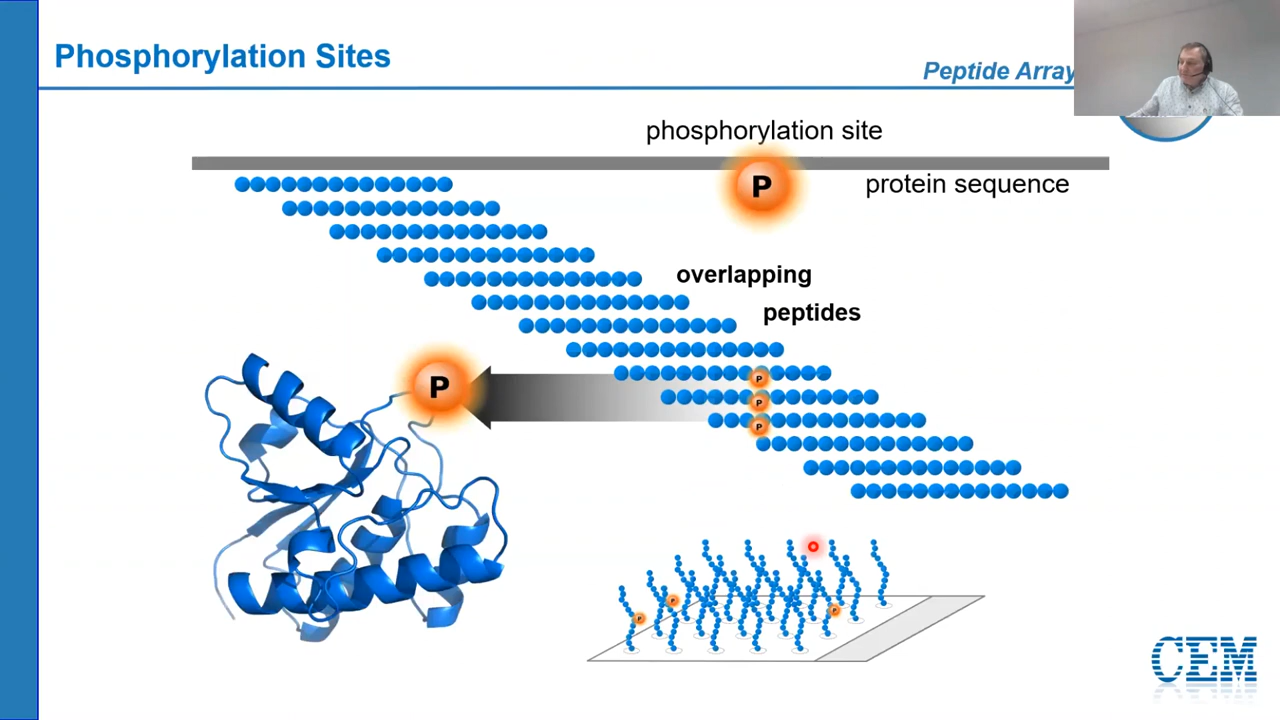 Phosphorylation Sites
Peptide Array
phosphorylation site
P
protein sequence
overlapping
peptides
P
P
P
P
P
P
P
CEM